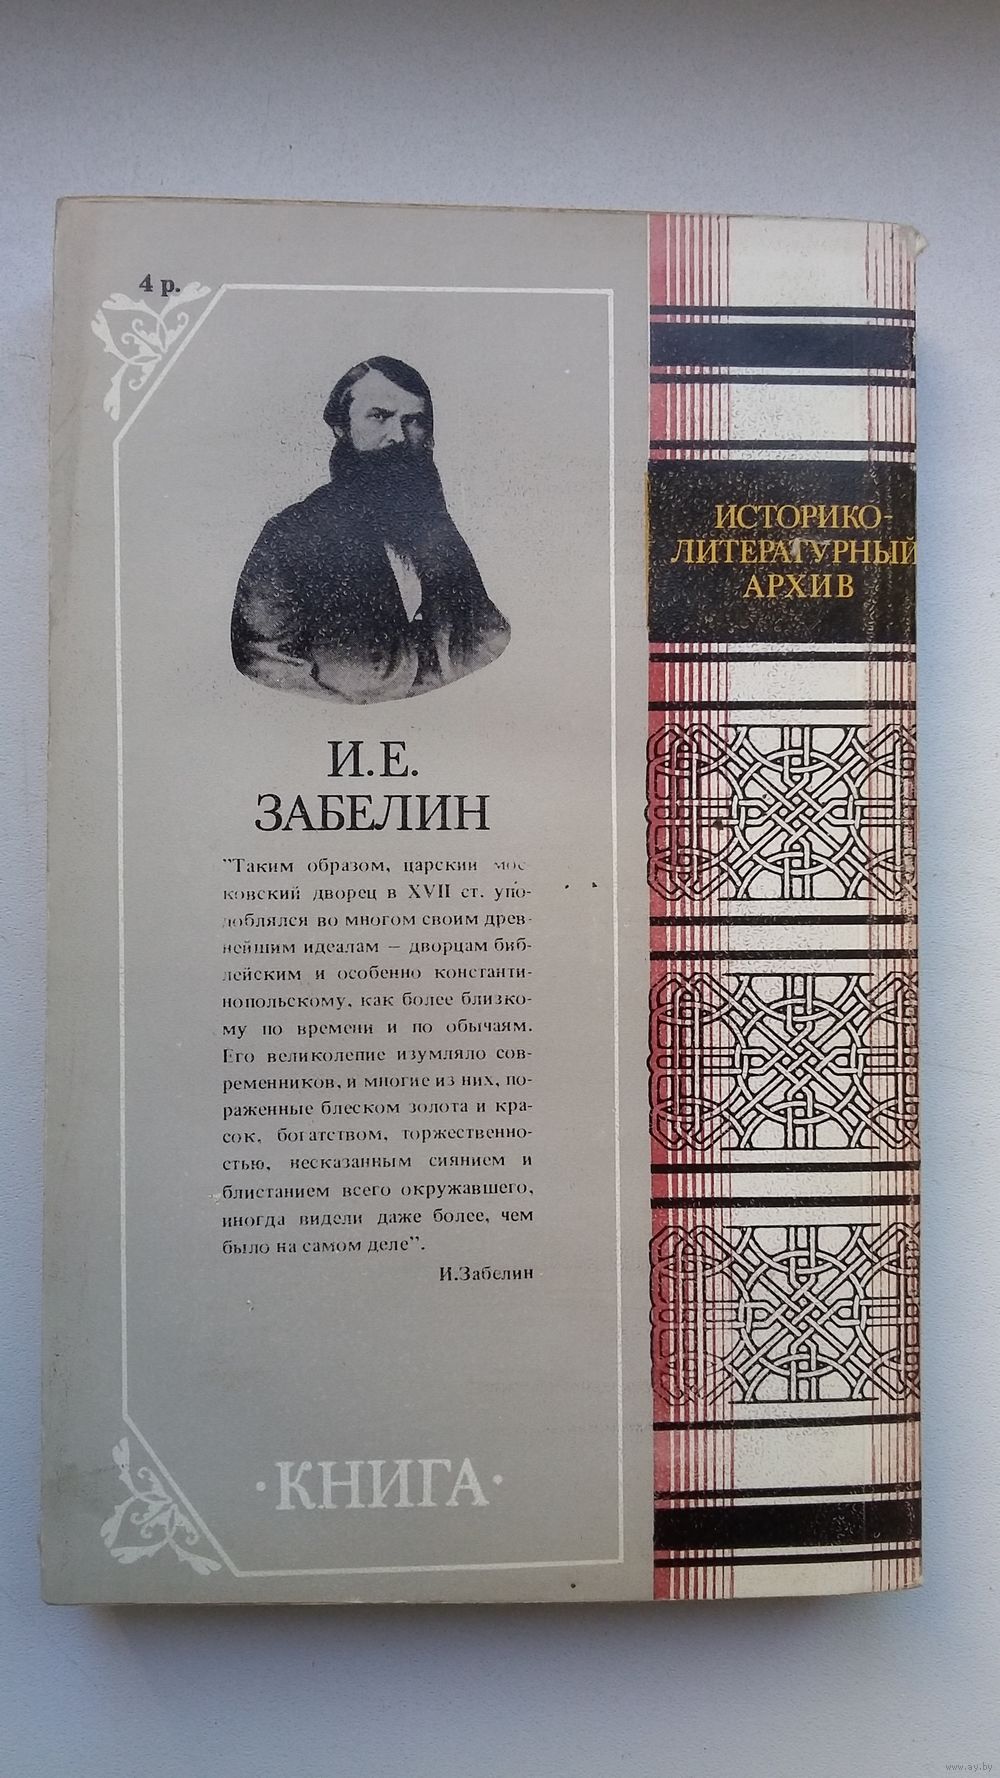 4 р.
И.Е.
ЗАБЕЛИН
"Таким образом, царский мос-
ковский дворец в XVII ст. упо-
доблялся во многом своим древ-
нейшим идеалам – дворцам биб-
лейским и особенно константи-
нопольскому, как более близко-
му по времени и по обычаям.
Его великолепие изумляло сов-
ременников, и многие из них, по-
раженные блеском золота и кра-
сок, богатством, торжественно-
стью, несказанным сиянием и
блистанием всего окружавшего,
иногда видели даже более, чем
было на самом деле".
И.Забелин
·КНИГА·
ИСТОРИКО-
ЛИТЕРАТУРНЫЙ
АРХИВ
www.ay.by